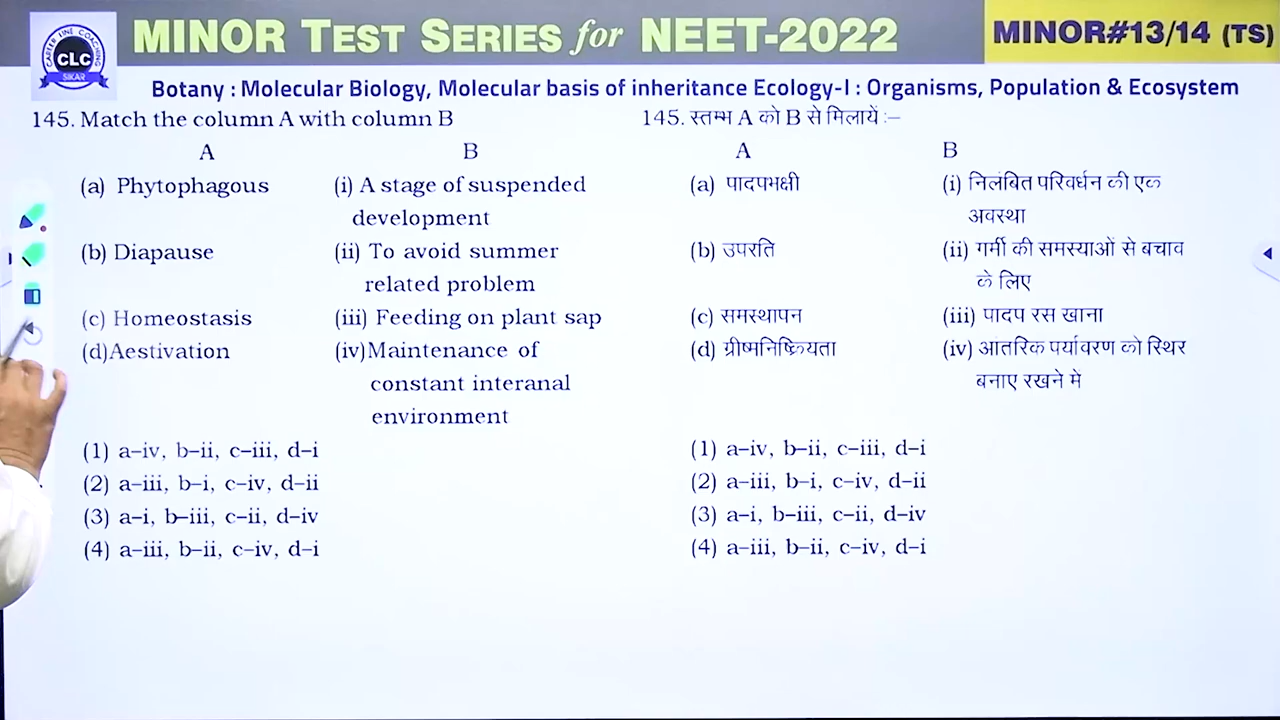 MINOR TEST SERIES for NEET-2022
MINOR#13/14 (TS)
CAREER LINE COACHING
CLC
SIKAR
Botany : Molecular Biology, Molecular basis of inheritance Ecology-I : Organisms, Population & Ecosystem
145. Match the column A with column B
A B
(a) Phytophagous (i) A stage of suspended
development
(b) Diapause (ii) To avoid summer
related problem
(c) Homeostasis (iii) Feeding on plant sap
(d)Aestivation (iv)Maintenance of
constant interanal
environment
(1) a–iv, b–ii, c–iii, d–i
(2) a–iii, b–i, c–iv, d–ii
(3) a–i, b–iii, c–ii, d–iv
(4) a–iii, b–ii, c–iv, d–i
145. स्तम्भ A को B से मिलायें :–
A B
(a) पादपभक्षी (i) निलंबित परिवर्धन की एक
अवस्था
(b) उपरति (ii) गर्मी की समस्याओं से बचाव
के लिए
(c) समस्थापन (iii) पादप रस खाना
(d) ग्रीष्मनिष्क्रियता (iv) आतरिक पर्यावरण को स्थिर
बनाए रखने में
(1) a–iv, b–ii, c–iii, d–i
(2) a–iii, b–i, c–iv, d–ii
(3) a–i, b–iii, c–ii, d–iv
(4) a–iii, b–ii, c–iv, d–i